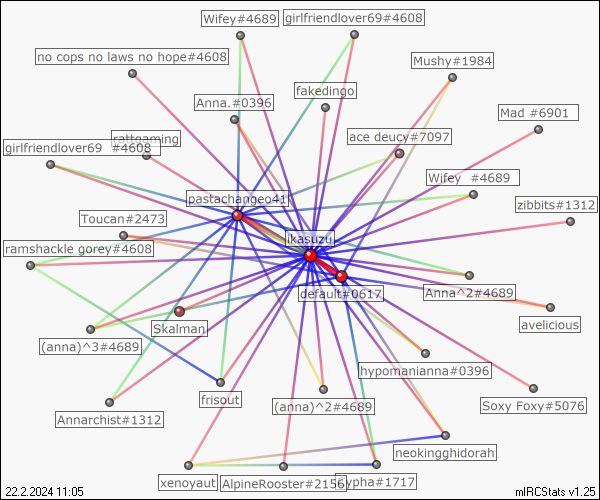 Wifey#4689
girlfriendlover69#4608
no cops no laws no hope#4608
Mushy#1984
fakedingo
Anna.#0396
Mad #6901
rattgaming
ace deucy#7097
girlfriendlover69 #4608
Wifey #4689
pastachangeo41
zibbits#1312
Toucan#2473
ikasuzu
ramshackle gorey#4608
default#0617
Anna^2#4689
avelicious
Skalman
(anna)^3#4689
hypomanianna#0396
frisout
(anna)^2#4689
Soxy Foxy#5076
Annarchist#1312
neokingghidorah
xenoyaut
AlpineRooster#2156
ypha#1717
22.2.2024 11:05
mIRCStats v1.25